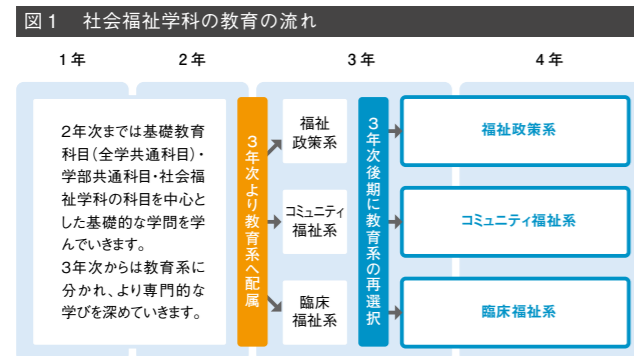 図1 社会福祉学科の教育の流れ
1年
2年
3年
4年
2年次までは基礎教育
科目(全学共通科目)・
学部共通科目・社会福
祉学科の科目を中心と
した基礎的な学問を学
んでいきます。
3年次からは教育系に
分かれ、より専門的な
学びを深めていきます。
3年次より教育系へ配属
福祉
政策系
コミュニティ
福祉系
臨床
福祉系
3年次後期に教育系の再選択
福祉政策系
コミュニティ福祉系
臨床福祉系